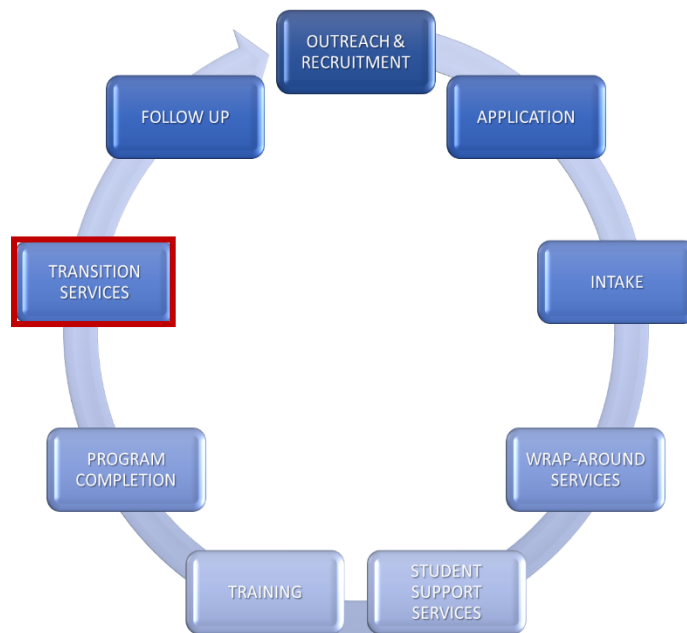 OUTREACH &
RECRUITMENT
APPLICATION
INTAKE
WRAP-AROUND
SERVICES
STUDENT
SUPPORT
SERVICES
TRAINING
PROGRAM
COMPLETION
TRANSITION
SERVICES
FOLLOW UP